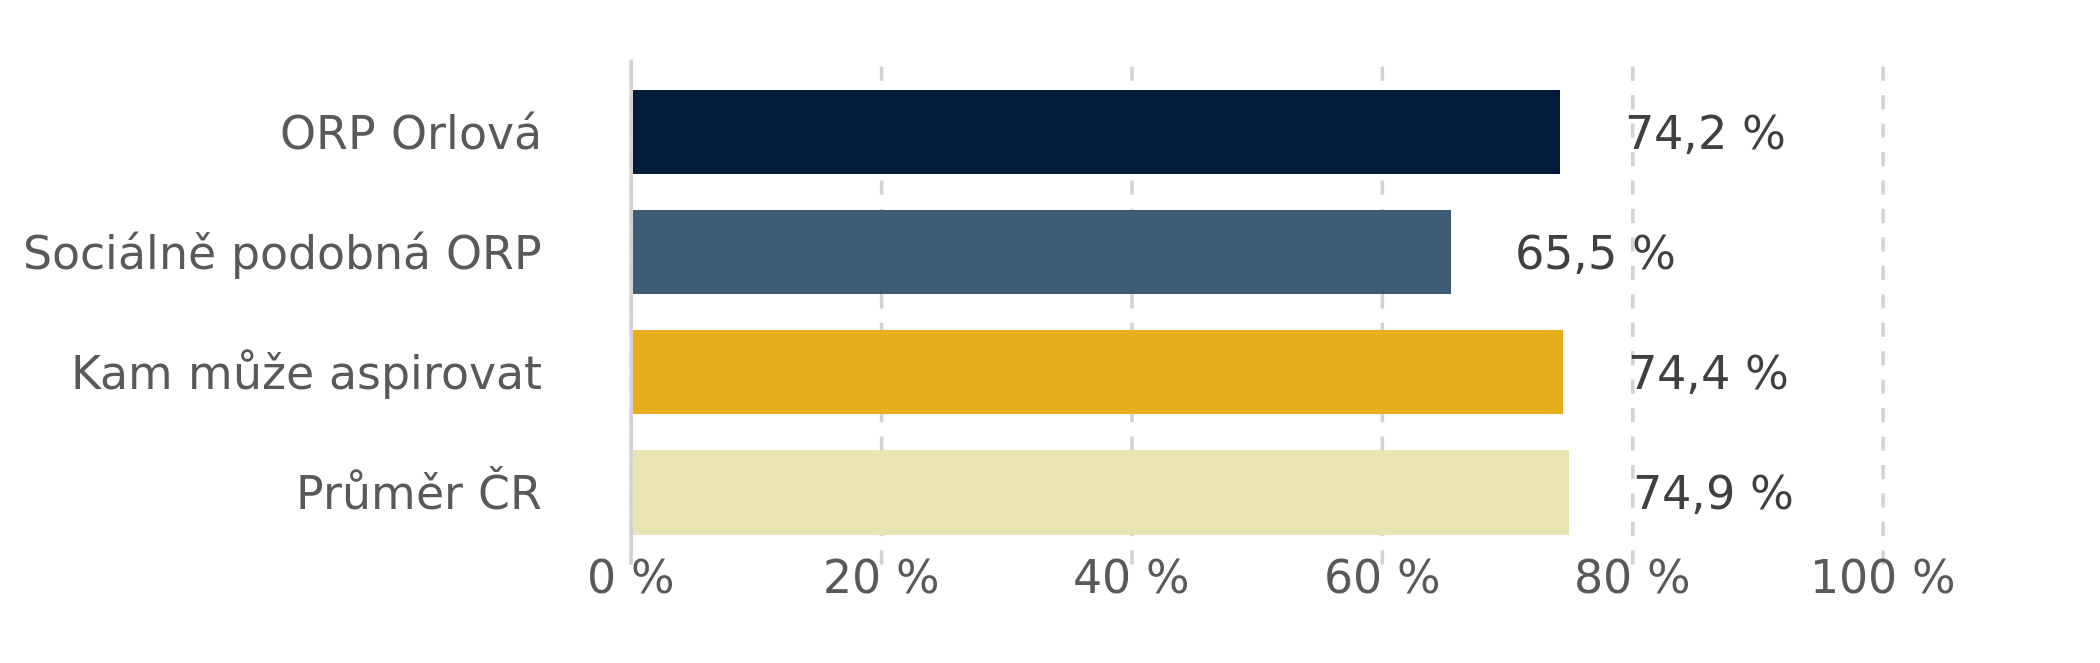 ORP Orlová 74,2 %
Sociálně podobná ORP 65,5 %
Kam může aspirovat 74,4 %
Průměr ČR 74,9 %
0 % 20 % 40 % 60 % 80 % 100 %